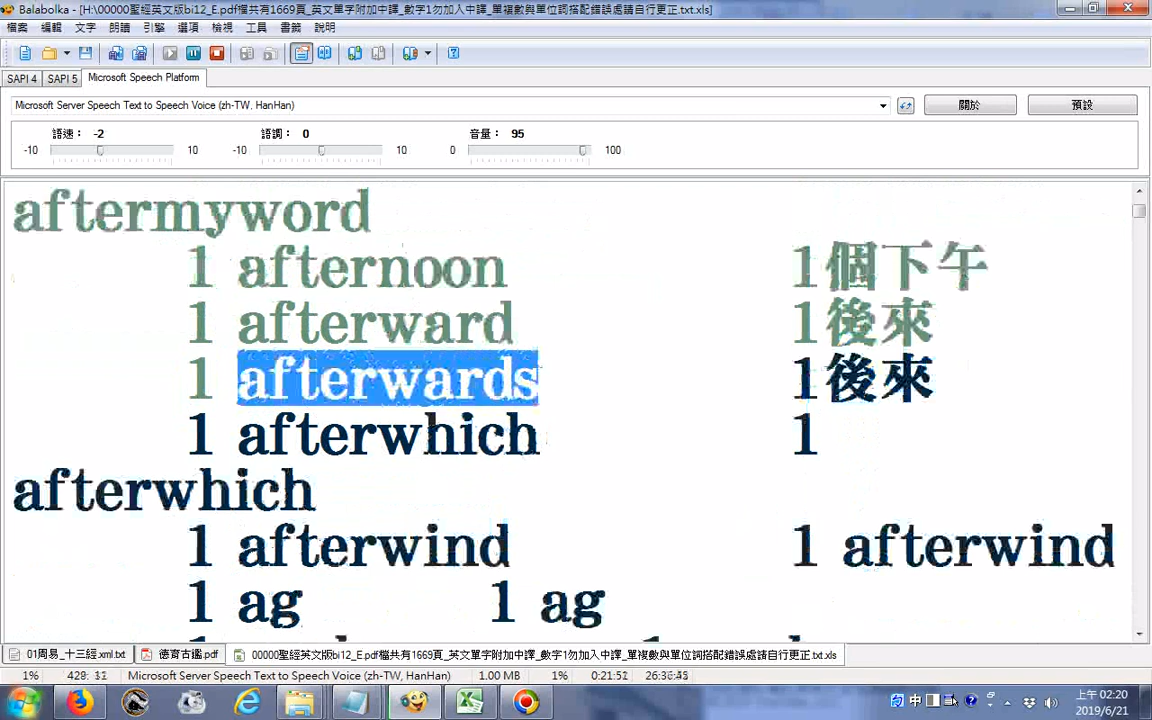 Balabolka - [H:\00000聖經英文版bi12_E.pdf檔共有1669頁_英文單字附加中譯_數字1勿加入中譯_單複數與單位詞搭配錯誤處請自行更正.txt.xls]
檔案 編輯 文字 朗讀 引擎 選項 檢視 工具 書籤 說明
SAPI 4 SAPI 5 Microsoft Speech Platform
Microsoft Server Speech Text to Speech Voice (zh-TW, HanHan) 關於 預設
語速： -2 語調： 0 音量： 95
-10 10 -10 10 0 100
aftermyword
1 afternoon 1個下午
1 afterward 1後來
1 afterwards 1後來
1 afterwhich 1
afterwhich
1 afterwind 1 afterwind
1 ag 1 ag
01周易_十三經.xml.txt 德育古鑑.pdf 00000聖經英文版bi12_E.pdf檔共有1669頁_英文單字附加中譯_數字1勿加入中譯_單複數與單位詞搭配錯誤處請自行更正.txt.xls
1% 429: 11 Microsoft Server Speech Text to Speech Voice (zh-TW, HanHan) 1.00 MB 1% 0:21:51
中 上午 02:20
2019/6/21